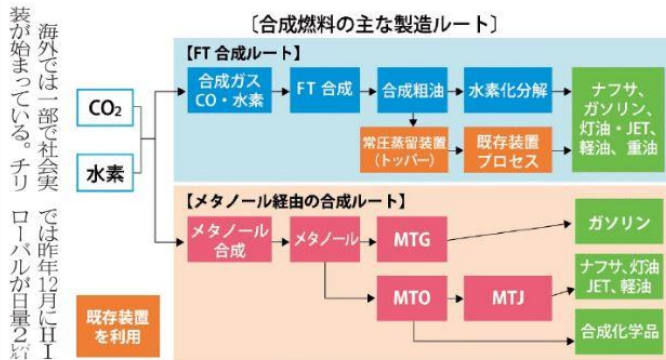 〔合成燃料の主な製造ルート〕
【FT 合成ルート】
CO₂
水素
合成ガス
CO・水素
FT 合成
合成粗油
水素化分解
常圧蒸留装置
（トッパー）
既存装置
プロセス
ナフサ、
ガソリン、
灯油・JET、
軽油、重油
【メタノール経由の合成ルート】
メタノール
合成
メタノール
MTG
ガソリン
MTO
MTJ
ナフサ、灯油
JET、軽油
合成化学品
既存装置
を利用
海外では一部で社会実
装が始まっている。チリ
では昨年12月にＨＩ
ローバルが日量２